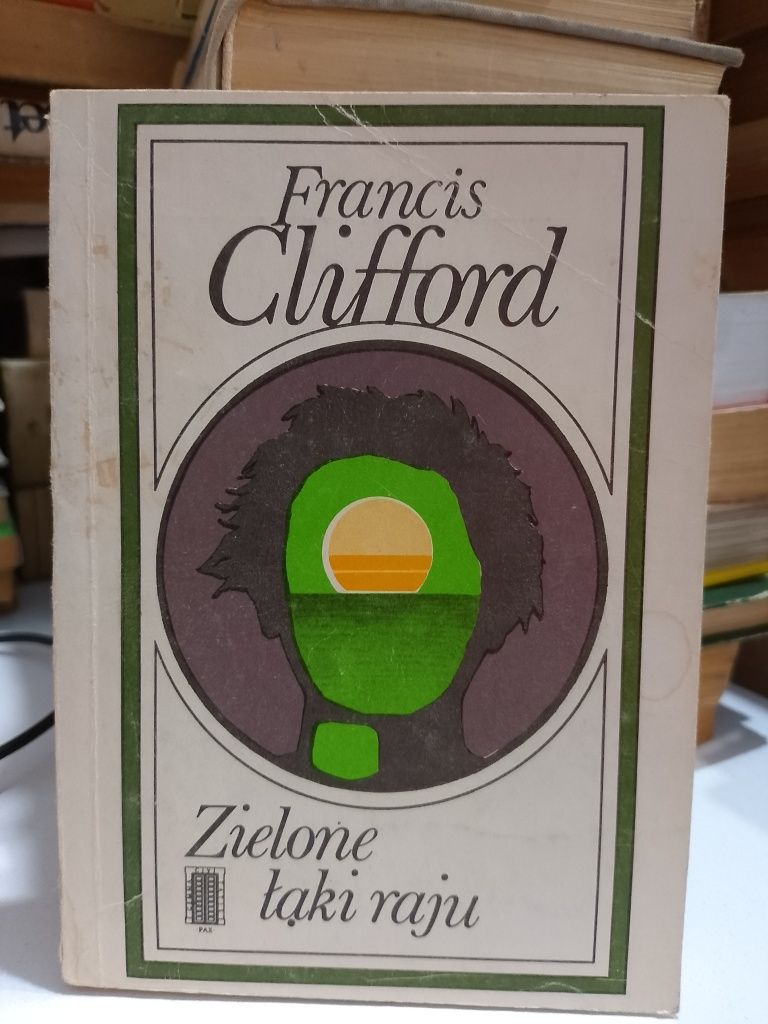 Francis
Clifford
Zielone
łąki raju
PAX